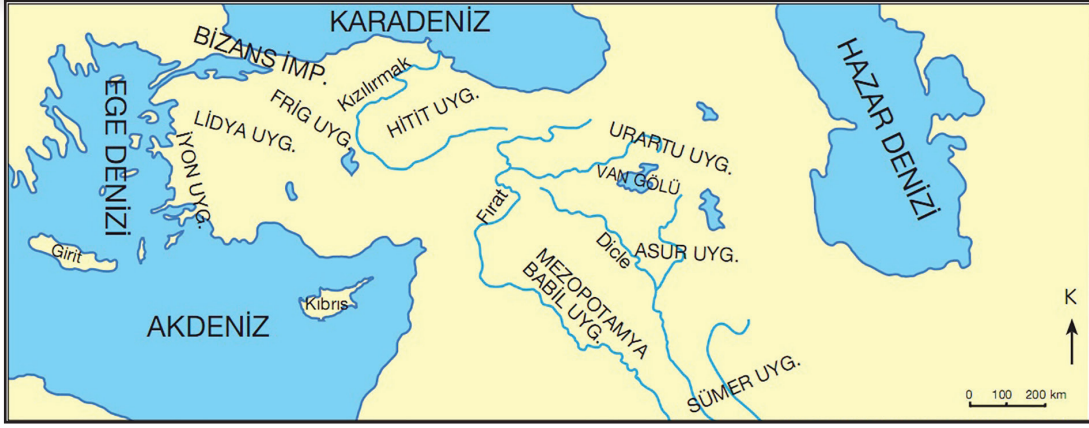 KARADENİZ
BİZANS İMP.
EGE DENİZİ
HAZAR DENİZİ
Kızılırmak
FRİG UYG.
HİTİT UYG.
LİDYA UYG.
İYON UYG.
URARTU UYG.
VAN GÖLÜ
Fırat
Dicle
ASUR UYG.
Girit
MEZOPOTAMYA
BABİL UYG.
Kıbrıs
AKDENİZ
K
SÜMER UYG.
0 100 200 km